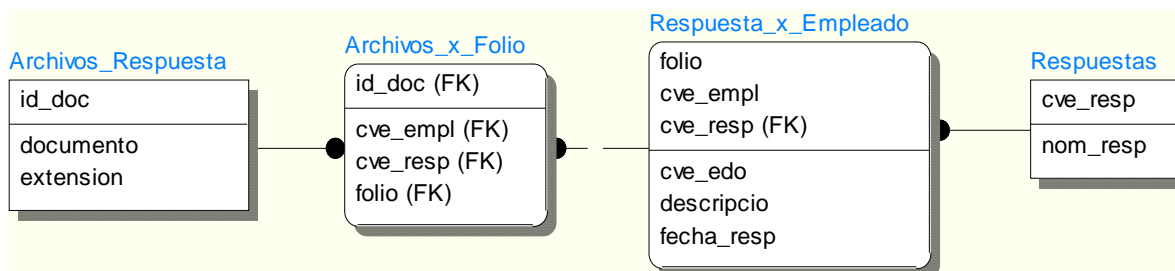 Archivos_Respuesta
id_doc
documento
extension
Archivos_x_Folio
id_doc (FK)
cve_empl (FK)
cve_resp (FK)
folio (FK)
Respuesta_x_Empleado
folio
cve_empl
cve_resp (FK)
cve_edo
descripcio
fecha_resp
Respuestas
cve_resp
nom_resp